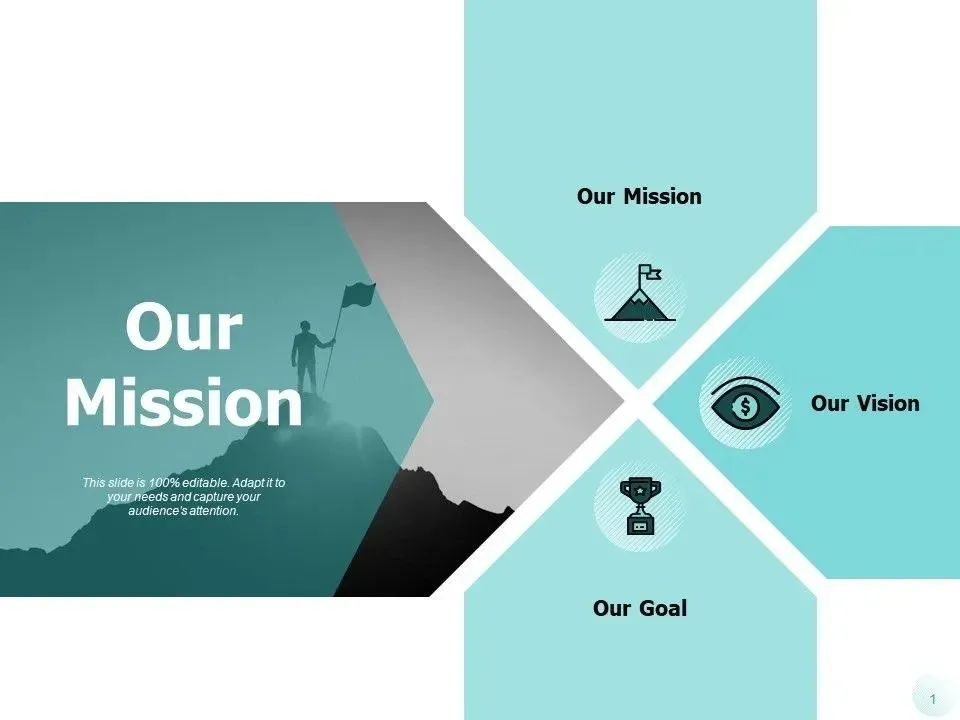 Our
Mission
This slide is 100% editable. Adapt it to
your needs and capture your
audience's attention.
Our Mission
Our Vision
Our Goal
1